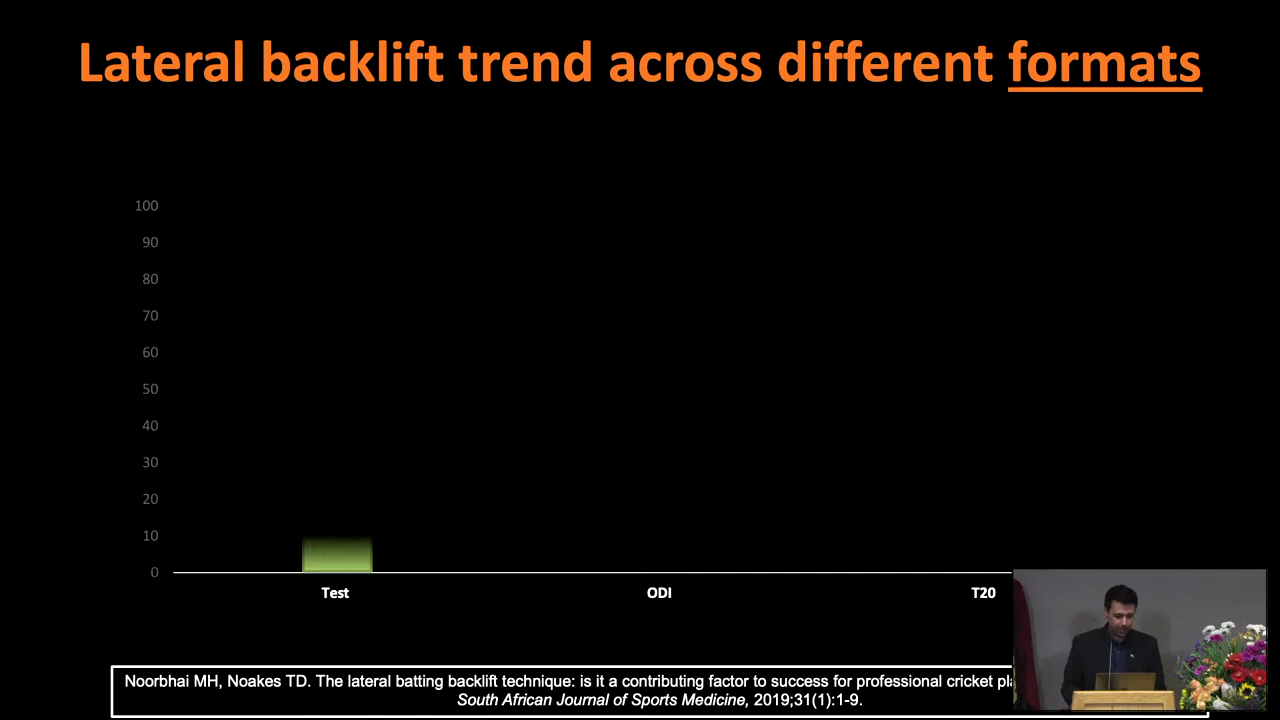 Lateral backlift trend across different formats
100
90
80
70
60
50
40
30
20
10
0
Test
ODI
T20
Noorbhai MH, Noakes TD. The lateral batting backlift technique: is it a contributing factor to success for professional cricket
South African Journal of Sports Medicine, 2019;31(1):1-9.